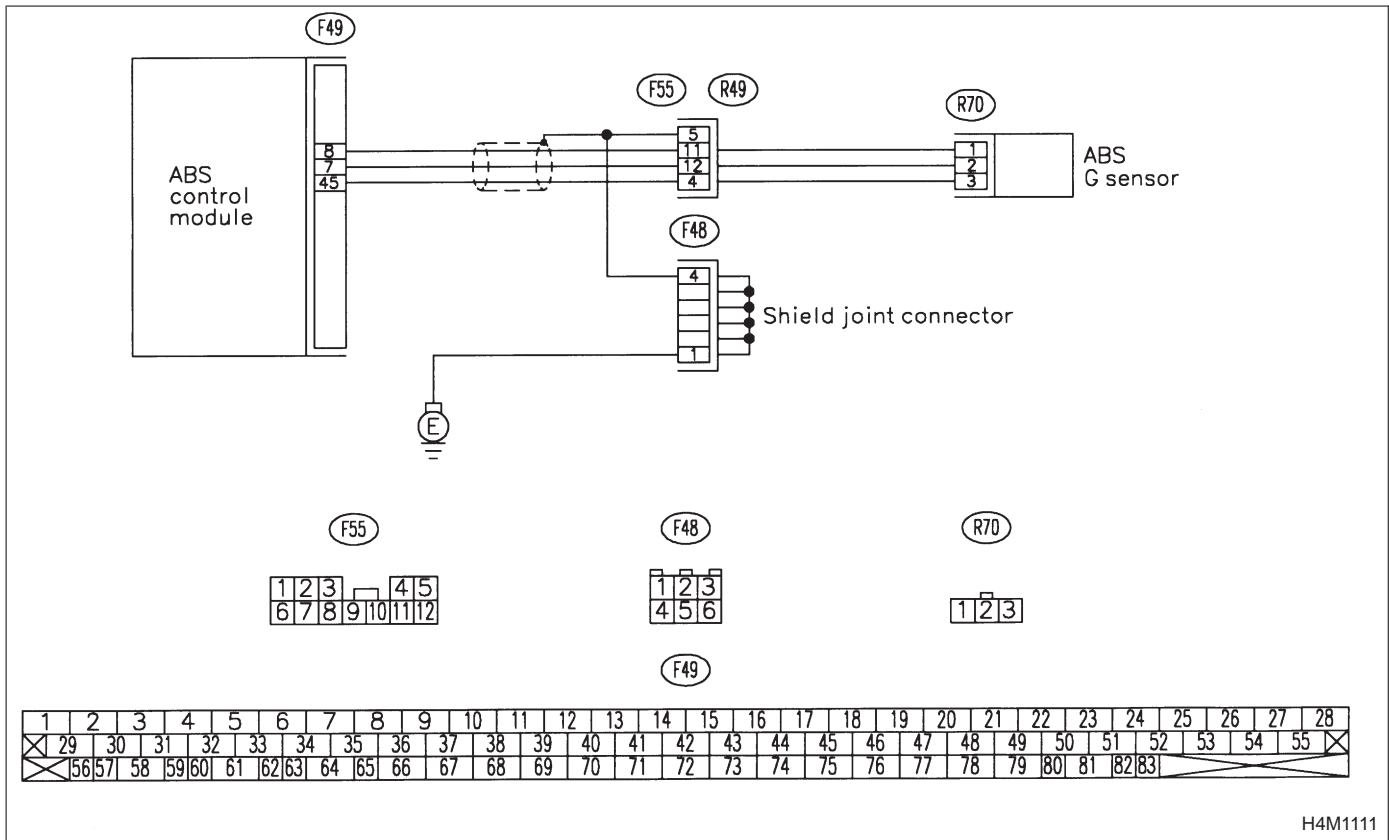 F49
F55 R49
R70
8
7
45
5
11
12
4
1
2
3
ABS
control
module
ABS
G sensor
F48
4
1
Shield joint connector
E
F55 F48 R70
1 2 3 4 5
6 7 8 9 10 11 12
1 2 3
4 5 6
1 2 3
F49
1 2 3 4 5 6 7 8 9 10 11 12 13 14 15 16 17 18 19 20 21 22 23 24 25 26 27 28
29 30 31 32 33 34 35 36 37 38 39 40 41 42 43 44 45 46 47 48 49 50 51 52 53 54 55
56 57 58 59 60 61 62 63 64 65 66 67 68 69 70 71 72 73 74 75 76 77 78 79 80 81 82 83
H4M1111